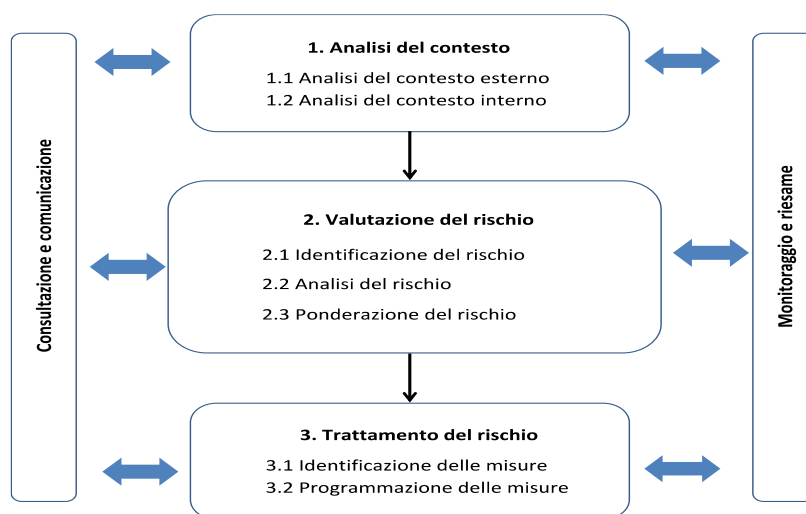 Consultazione e comunicazione
1. Analisi del contesto
1.1 Analisi del contesto esterno
1.2 Analisi del contesto interno
2. Valutazione del rischio
2.1 Identificazione del rischio
2.2 Analisi del rischio
2.3 Ponderazione del rischio
3. Trattamento del rischio
3.1 Identificazione delle misure
3.2 Programmazione delle misure
Monitoraggio e riesame